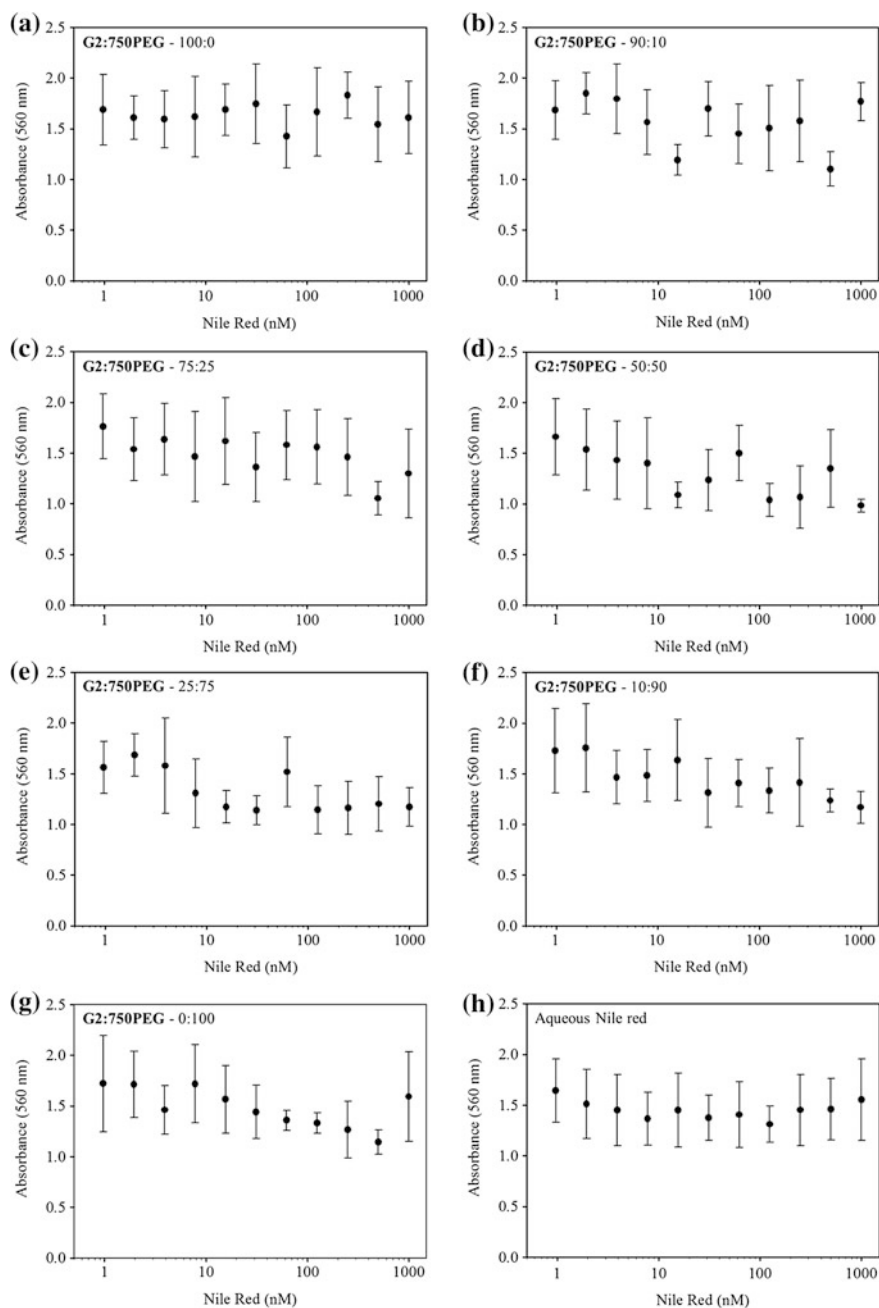 (a)
G2:750PEG - 100:0
2.5
2.0
1.5
1.0
0.5
0.0
Absorbance (560 nm)
1 10 100 1000
Nile Red (nM)
(b)
G2:750PEG - 90:10
2.5
2.0
1.5
1.0
0.5
0.0
Absorbance (560 nm)
1 10 100 1000
Nile Red (nM)
(c)
G2:750PEG - 75:25
2.5
2.0
1.5
1.0
0.5
0.0
Absorbance (560 nm)
1 10 100 1000
Nile Red (nM)
(d)
G2:750PEG - 50:50
2.5
2.0
1.5
1.0
0.5
0.0
Absorbance (560 nm)
1 10 100 1000
Nile Red (nM)
(e)
G2:750PEG - 25:75
2.5
2.0
1.5
1.0
0.5
0.0
Absorbance (560 nm)
1 10 100 1000
Nile Red (nM)
(f)
G2:750PEG - 10:90
2.5
2.0
1.5
1.0
0.5
0.0
Absorbance (560 nm)
1 10 100 1000
Nile Red (nM)
(g)
G2:750PEG - 0:100
2.5
2.0
1.5
1.0
0.5
0.0
Absorbance (560 nm)
1 10 100 1000
Nile Red (nM)
(h)
Aqueous Nile red
2.5
2.0
1.5
1.0
0.5
0.0
Absorbance (560 nm)
1 10 100 1000
Nile Red (nM)